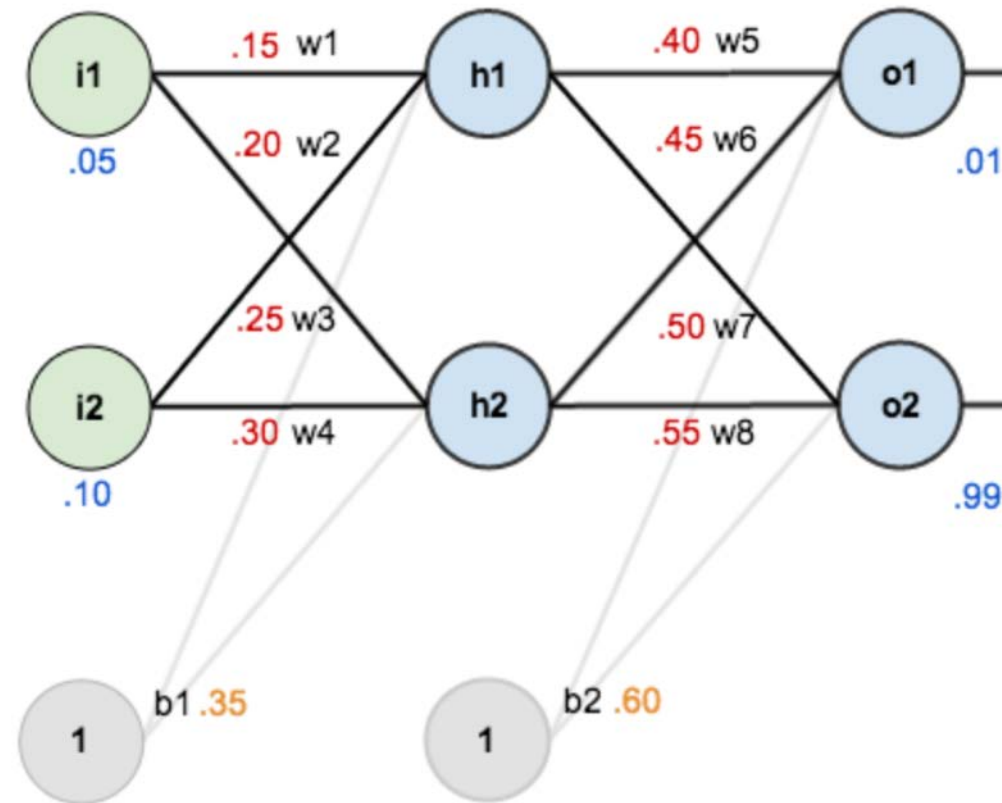 .15 w1
.40 w5
i1
h1
o1
.20 w2
.45 w6
.05
.01
.25 w3
.50 w7
i2
h2
o2
.30 w4
.55 w8
.10
.99
b1 .35
b2 .60
1
1